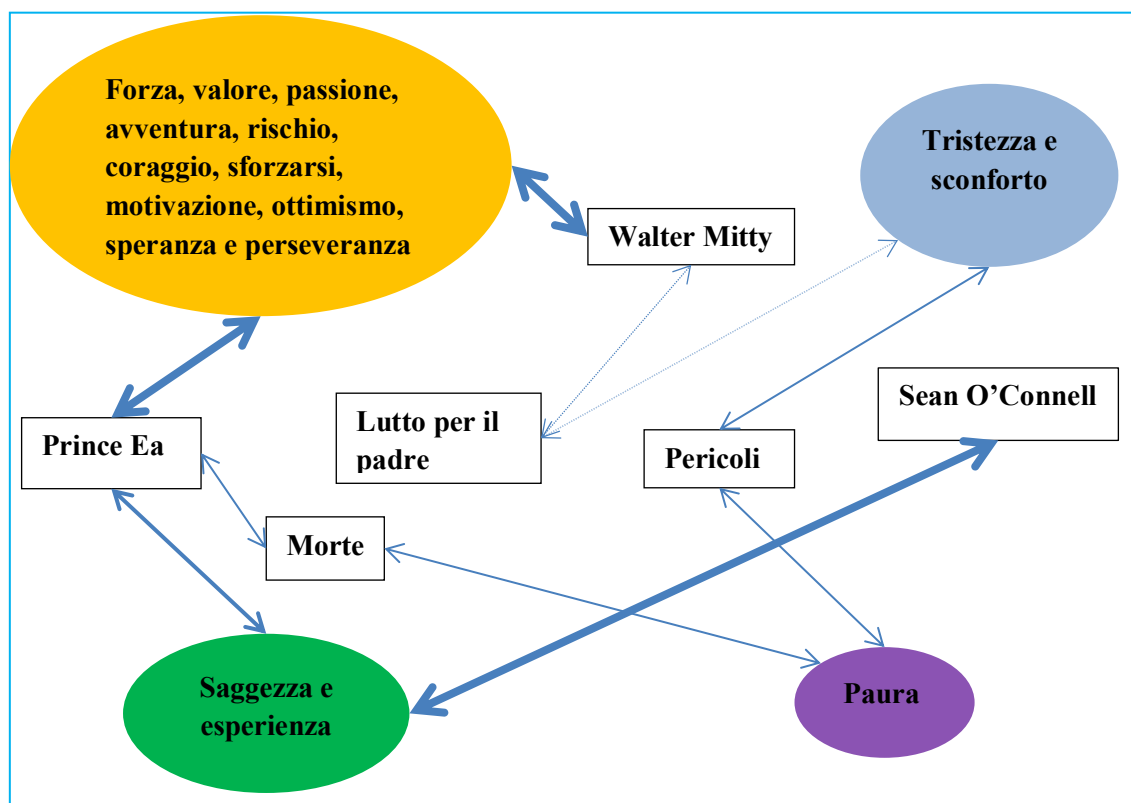 Forza, valore, passione,
avventura, rischio,
coraggio, sforzarsi,
motivazione, ottimismo,
speranza e perseveranza
Tristezza e
sconforto
Walter Mitty
Sean O’Connell
Lutto per il
padre
Prince Ea
Pericoli
Morte
Saggezza e
esperienza
Paura